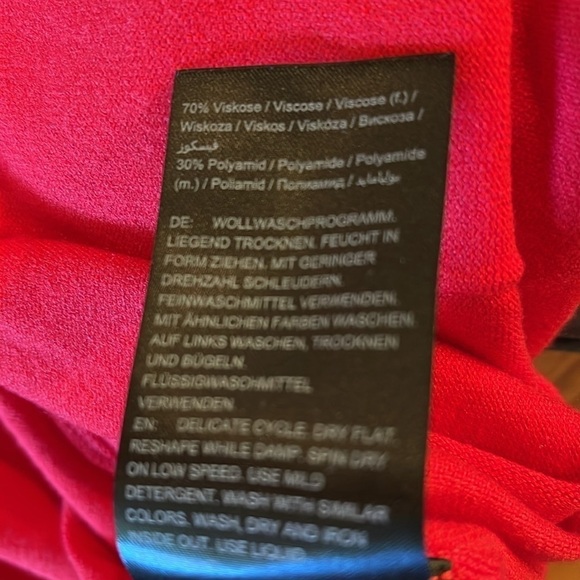 70% Viskose / Viscose / Viscose (f.) /
Wiskoza / Viskos / Viskóza / Вискоза /
فيسكوز
30% Polyamid / Polyamide / Polyamide
(m.) / Poliamid / Полиамид / بولياميد
DE: WOLLWASCHPROGRAMM.
LIEGEND TROCKNEN. FEUCHT IN
FORM ZIEHEN. MIT GERINGER
DREHZAHL SCHLEUDERN.
FEINWASCHMITTEL VERWENDEN.
MIT ÄHNLICHEN FARBEN WASCHEN.
AUF LINKS WASCHEN, TROCKNEN
UND BÜGELN.
FLÜSSIGWASCHMITTEL
VERWENDEN.
EN: DELICATE CYCLE. DRY FLAT.
RESHAPE WHILE DAMP. SPIN DRY
ON LOW SPEED. USE MILD
DETERGENT. WASH WITH SIMILAR
COLORS. WASH, DRY AND IRON
INSIDE OUT. USE LIQUID